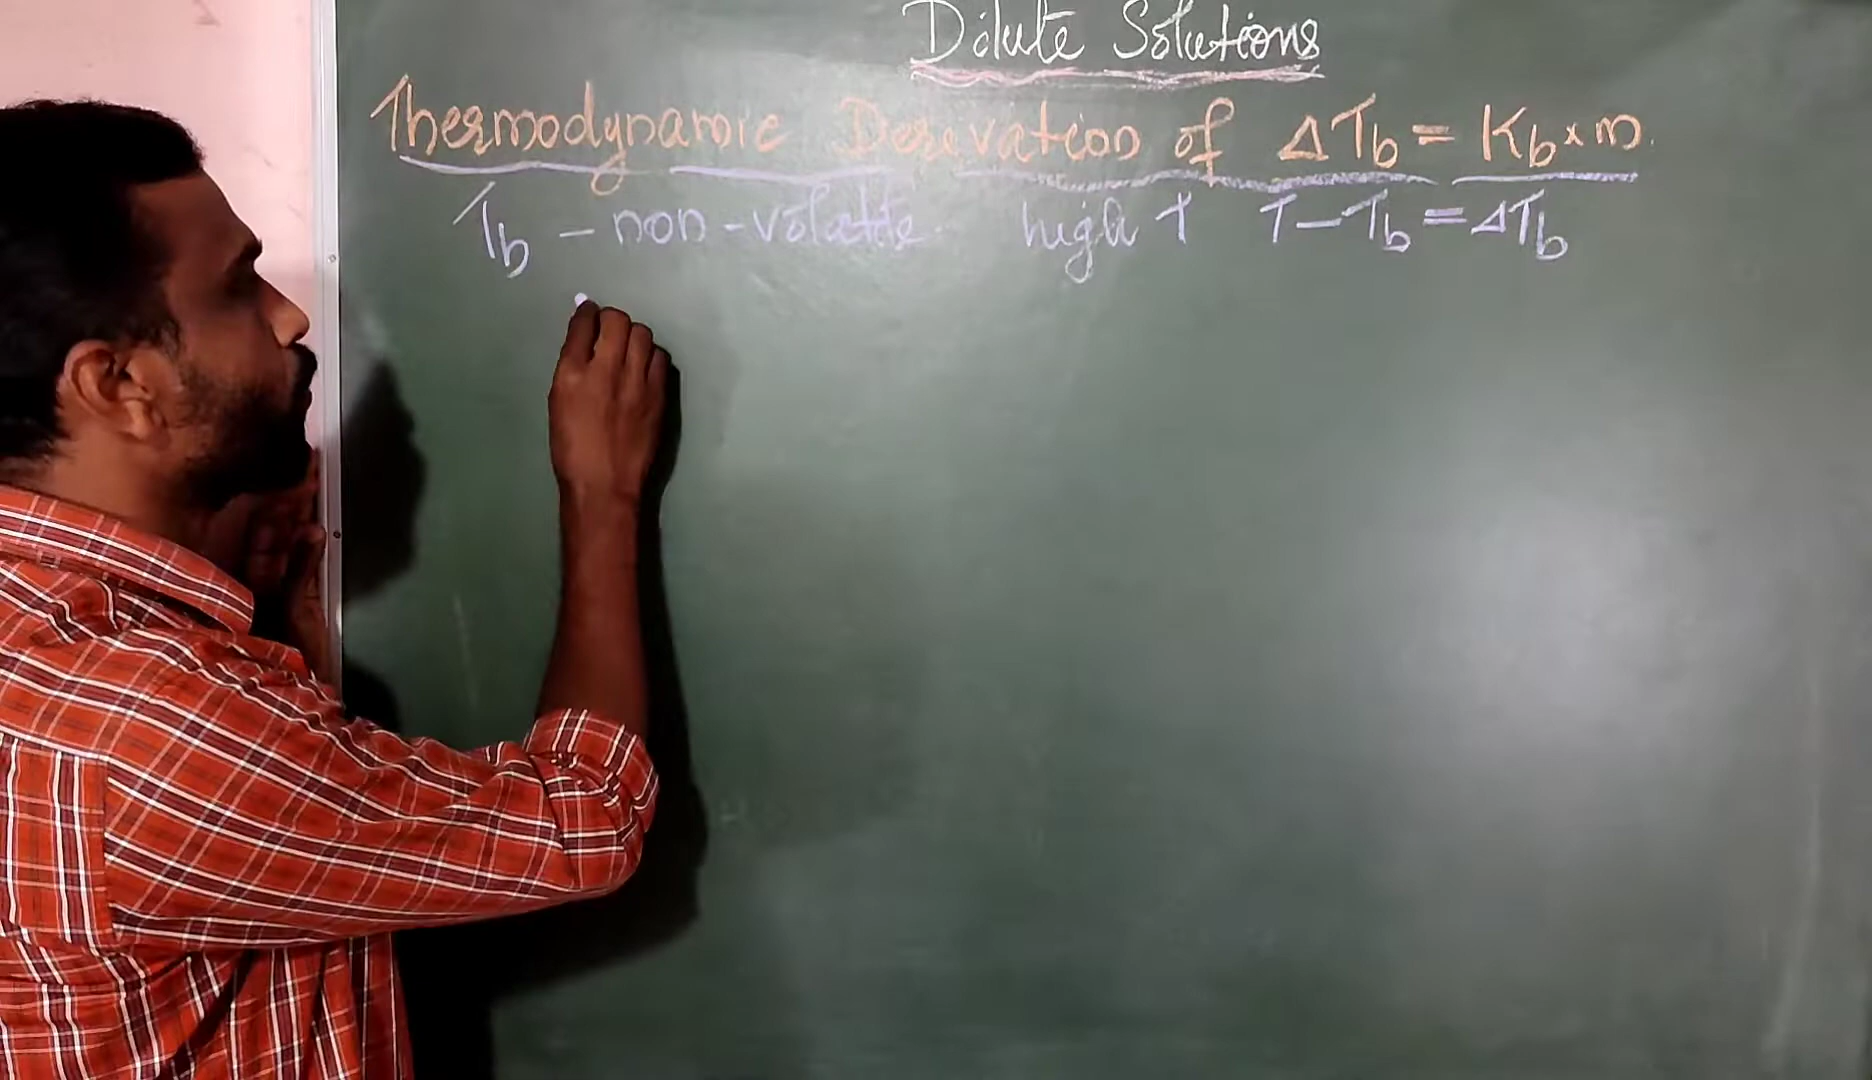 Dilute Solutions
Thermodynamic Derevation of ΔTb = Kb × m.
Tb – non-volatile high T T – Tb = ΔTb